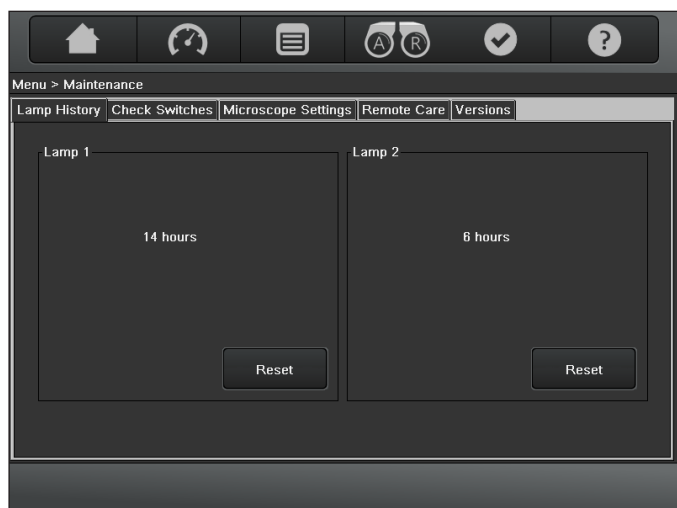 A R ?
Menu > Maintenance
Lamp History Check Switches Microscope Settings Remote Care Versions
Lamp 1 Lamp 2
14 hours 6 hours
Reset Reset